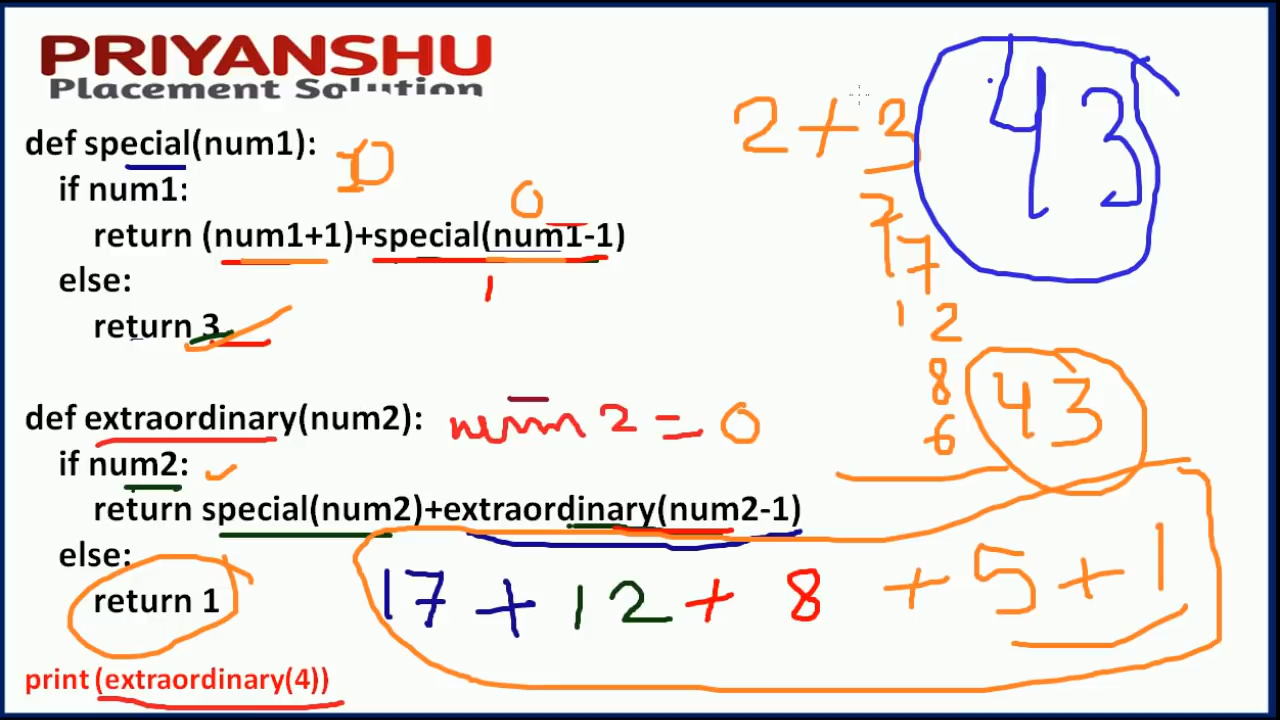 PRIYANSHU
Placement Solution
def special(num1):
if num1:
return (num1+1)+special(num1-1)
else:
return 3
def extraordinary(num2):
if num2:
return special(num2)+extraordinary(num2-1)
else:
return 1
print (extraordinary(4))
0
1
num2 = 0
17 + 12 + 8 + 5 + 1
2 + 3
43
17
12
8
6
43